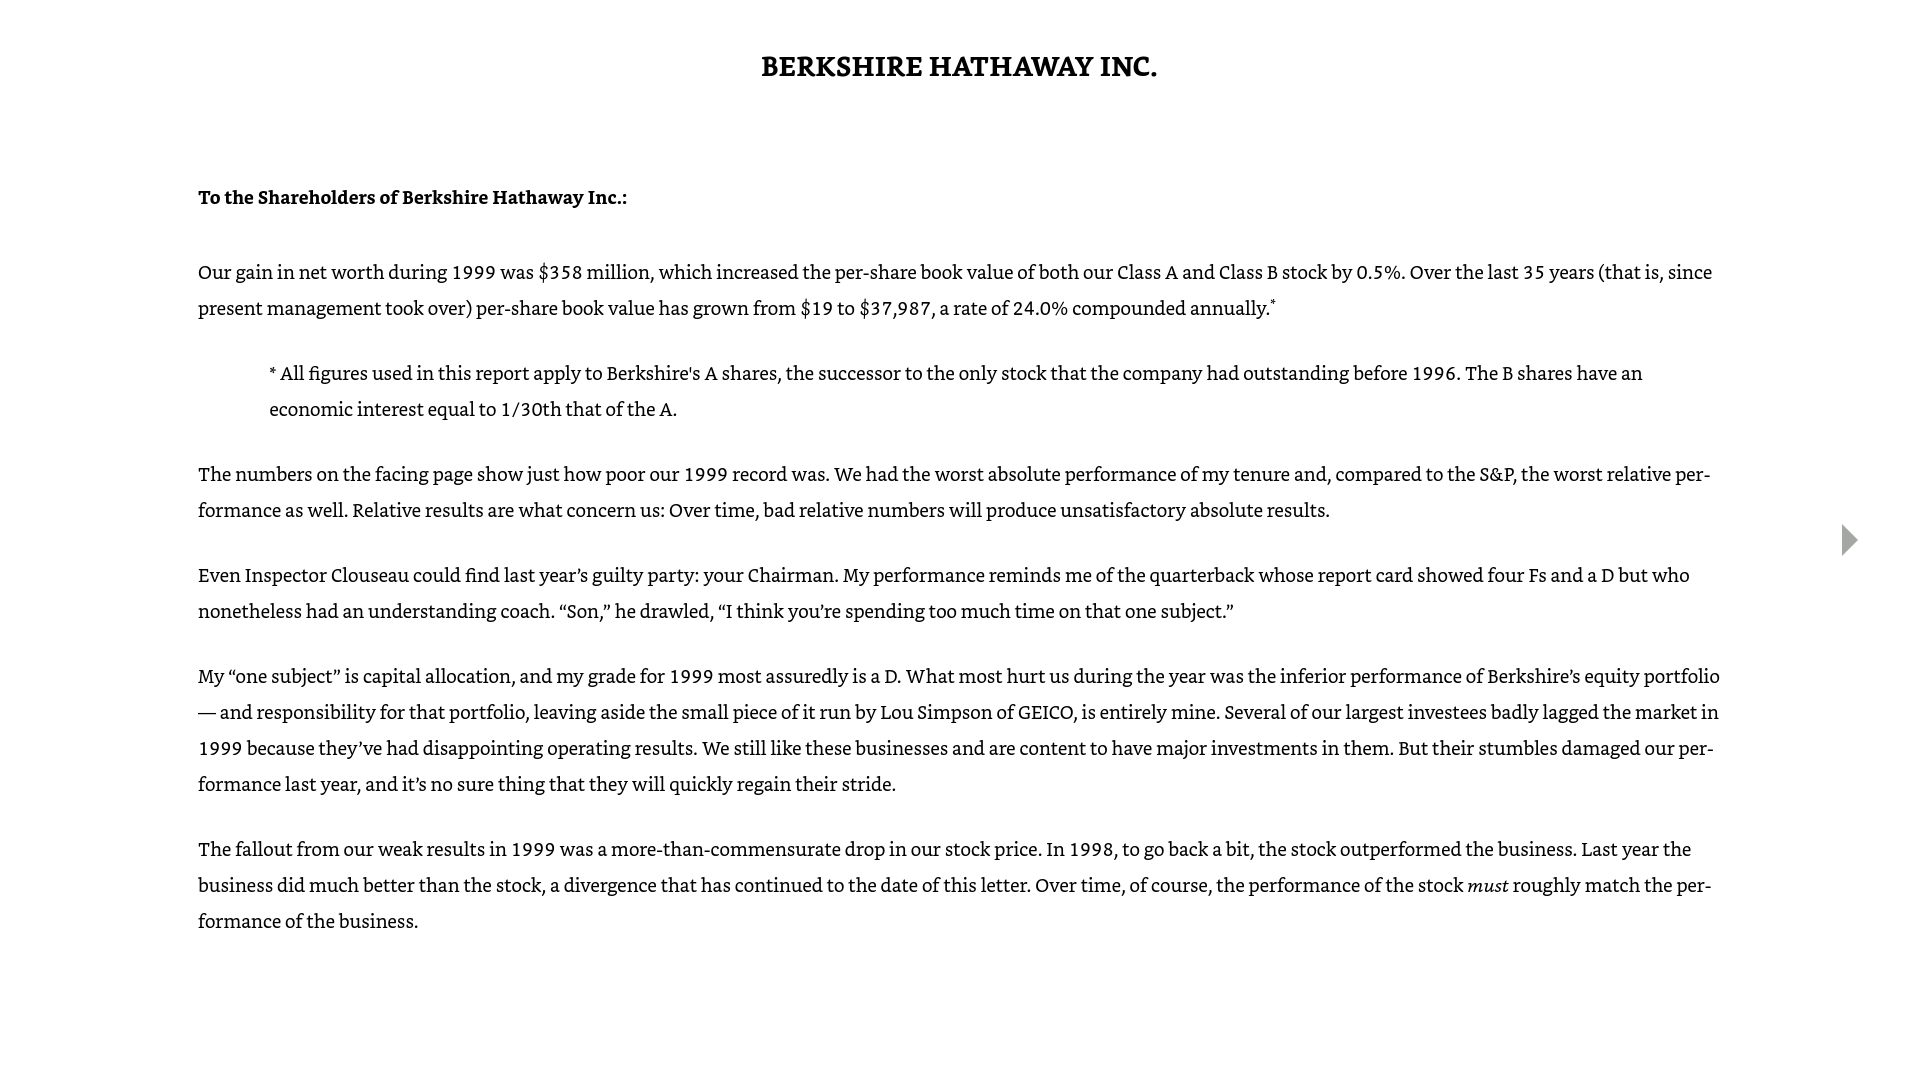 BERKSHIRE HATHAWAY INC.
To the Shareholders of Berkshire Hathaway Inc.:
Our gain in net worth during 1999 was $358 million, which increased the per-share book value of both our Class A and Class B stock by 0.5%. Over the last 35 years (that is, since
present management took over) per-share book value has grown from $19 to $37,987, a rate of 24.0% compounded annually.*
* All figures used in this report apply to Berkshire's A shares, the successor to the only stock that the company had outstanding before 1996. The B shares have an
economic interest equal to 1/30th that of the A.
The numbers on the facing page show just how poor our 1999 record was. We had the worst absolute performance of my tenure and, compared to the S&P, the worst relative per-
formance as well. Relative results are what concern us: Over time, bad relative numbers will produce unsatisfactory absolute results.
Even Inspector Clouseau could find last year’s guilty party: your Chairman. My performance reminds me of the quarterback whose report card showed four Fs and a D but who
nonetheless had an understanding coach. “Son,” he drawled, “I think you’re spending too much time on that one subject.”
My “one subject” is capital allocation, and my grade for 1999 most assuredly is a D. What most hurt us during the year was the inferior performance of Berkshire’s equity portfolio
— and responsibility for that portfolio, leaving aside the small piece of it run by Lou Simpson of GEICO, is entirely mine. Several of our largest investees badly lagged the market in
1999 because they’ve had disappointing operating results. We still like these businesses and are content to have major investments in them. But their stumbles damaged our per-
formance last year, and it’s no sure thing that they will quickly regain their stride.
The fallout from our weak results in 1999 was a more-than-commensurate drop in our stock price. In 1998, to go back a bit, the stock outperformed the business. Last year the
business did much better than the stock, a divergence that has continued to the date of this letter. Over time, of course, the performance of the stock must roughly match the per-
formance of the business.